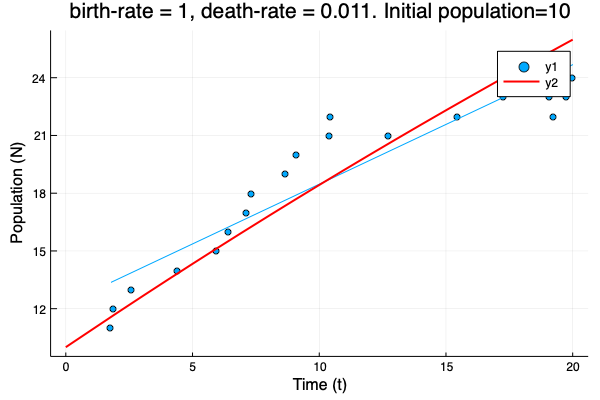 birth-rate = 1, death-rate = 0.011. Initial population=10
y1
y2
24
21
18
15
12
Population (N)
0 5 10 15 20
Time (t)